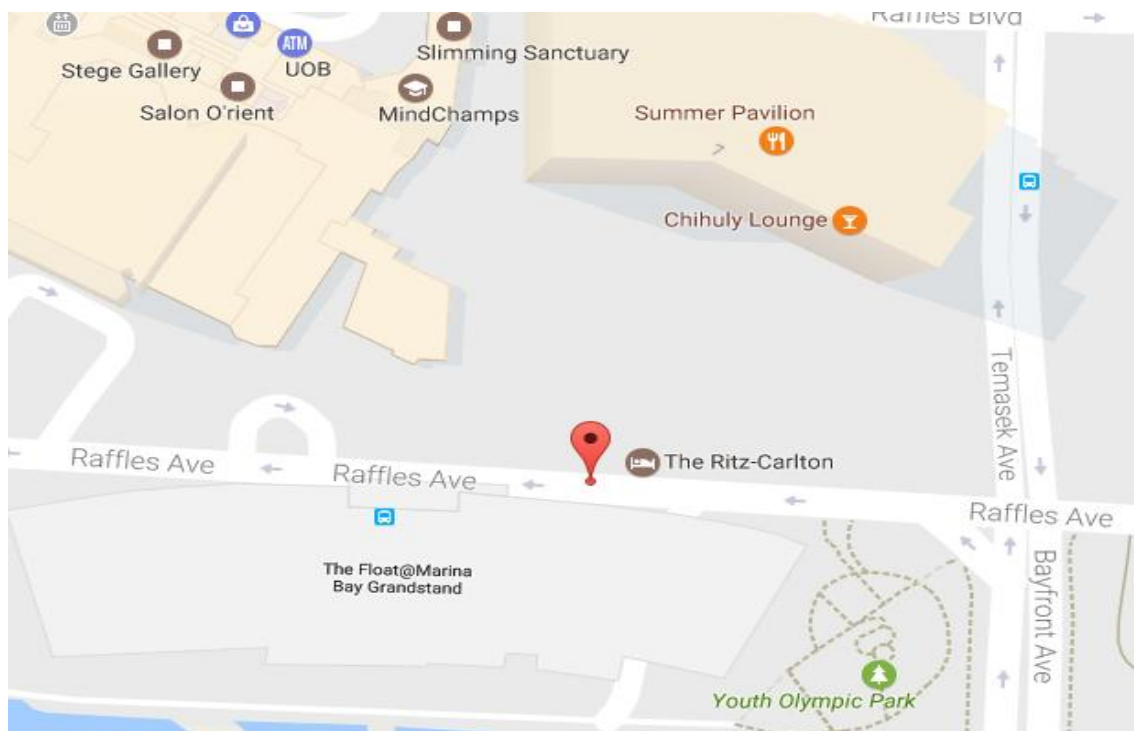 Raffles Blvd
Slimming Sanctuary
ATM
Stege Gallery
UOB
Salon O'rient
MindChamps
Summer Pavilion
Chihuly Lounge
Temasek Ave
Raffles Ave
Raffles Ave
The Ritz-Carlton
Raffles Ave
The Float@Marina
Bay Grandstand
Bayfront Ave
Youth Olympic Park